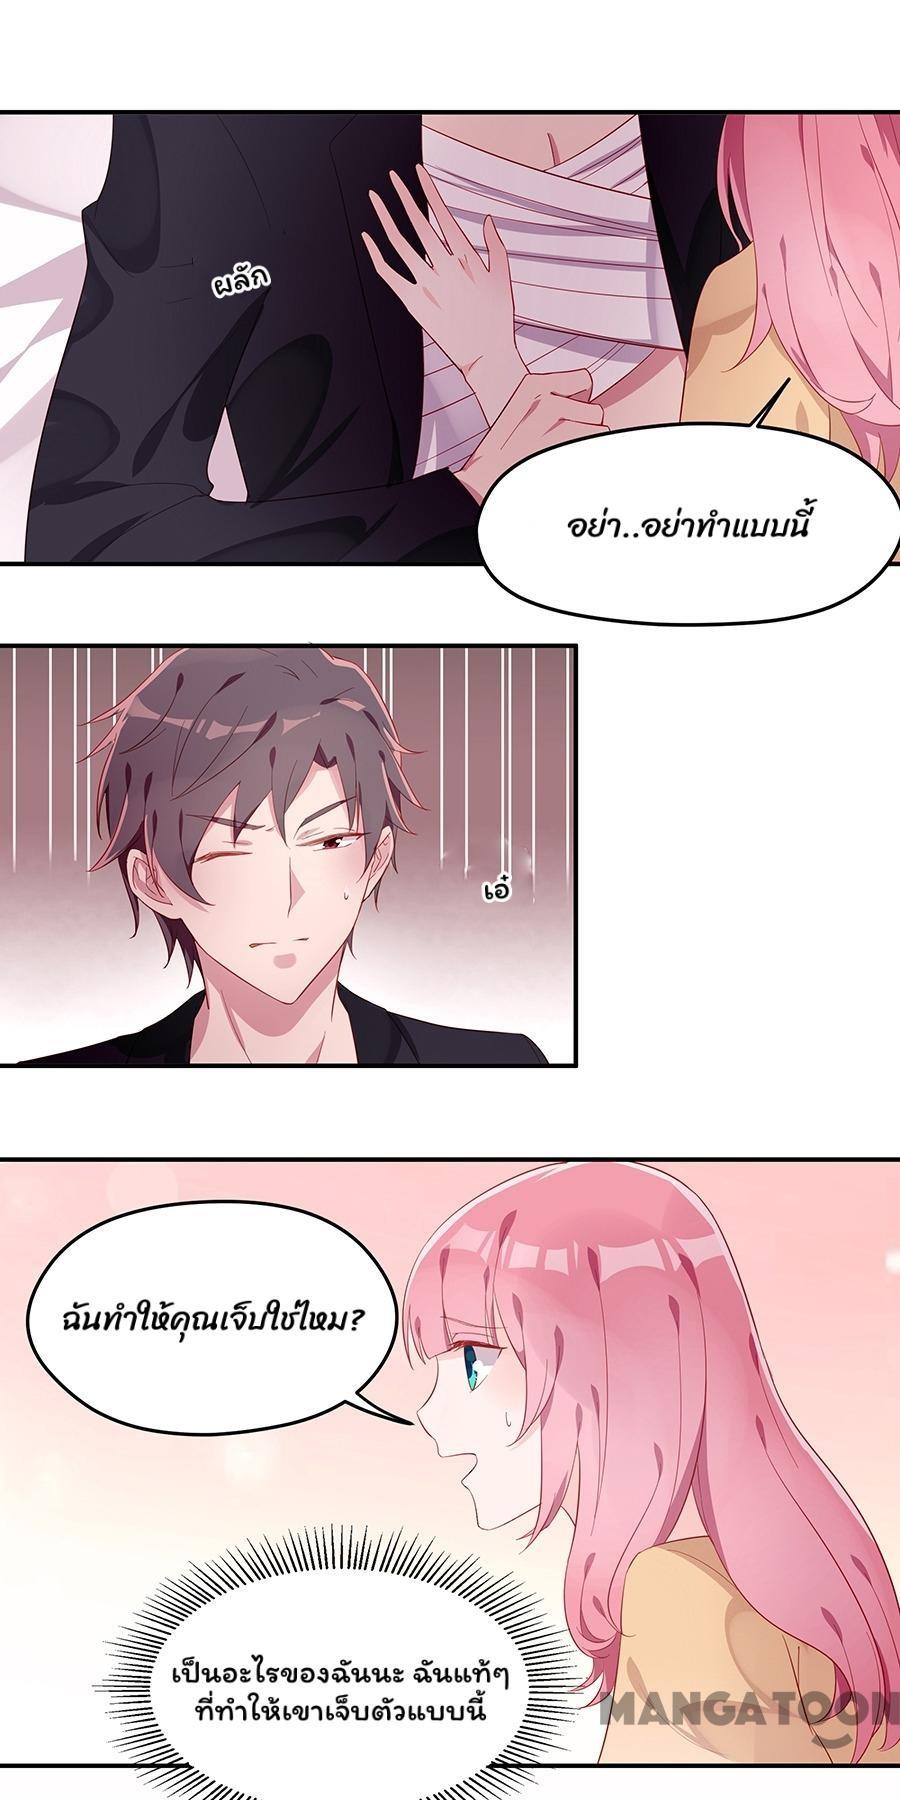 ผลัก
อย่า..อย่าทำแบบนี้
เอ๋
ฉันทำให้คุณเจ็บใช่ไหม?
เป็นอะไรของฉันนะ ฉันแท้ๆ
ที่ทำให้เขาเจ็บตัวแบบนี้
MANGATOON